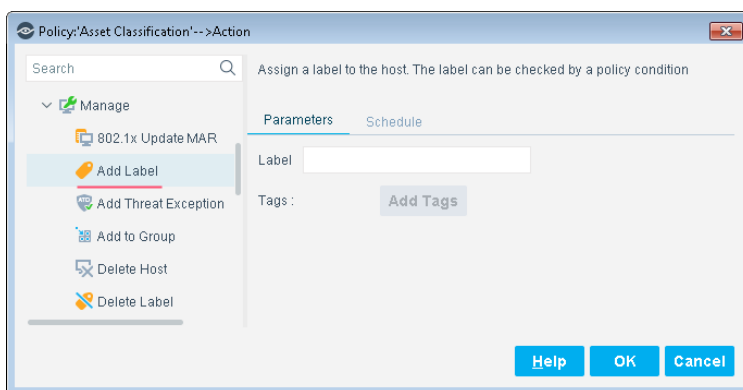 Policy:'Asset Classification'-->Action
Search
Assign a label to the host. The label can be checked by a policy condition
Manage
802.1x Update MAR
Add Label
ATD
Add Threat Exception
Add to Group
Delete Host
Delete Label
Parameters
Schedule
Label
Tags :
Add Tags
Help
OK
Cancel